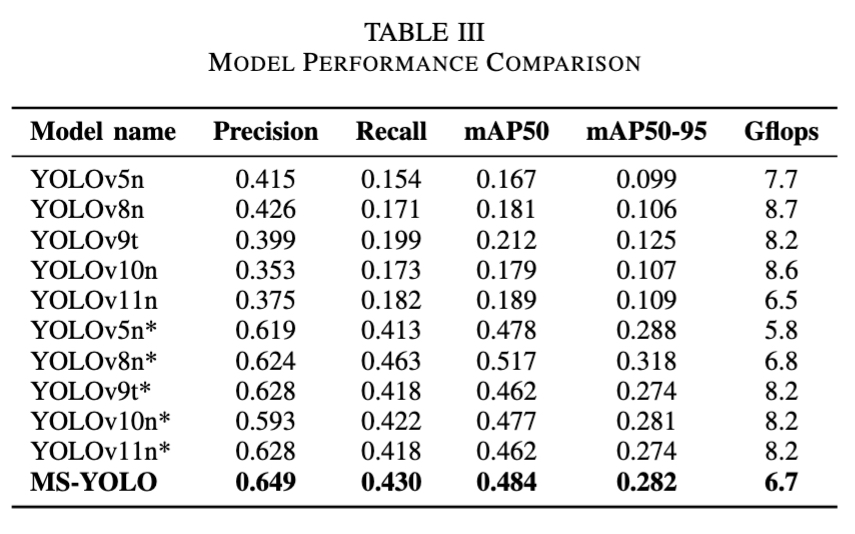 TABLE III
MODEL PERFORMANCE COMPARISON
Model name Precision Recall mAP50 mAP50-95 Gflops
YOLOv5n 0.415 0.154 0.167 0.099 7.7
YOLOv8n 0.426 0.171 0.181 0.106 8.7
YOLOv9t 0.399 0.199 0.212 0.125 8.2
YOLOv10n 0.353 0.173 0.179 0.107 8.6
YOLOv11n 0.375 0.182 0.189 0.109 6.5
YOLOv5n* 0.619 0.413 0.478 0.288 5.8
YOLOv8n* 0.624 0.463 0.517 0.318 6.8
YOLOv9t* 0.628 0.418 0.462 0.274 8.2
YOLOv10n* 0.593 0.422 0.477 0.281 8.2
YOLOv11n* 0.628 0.418 0.462 0.274 8.2
MS-YOLO 0.649 0.430 0.484 0.282 6.7